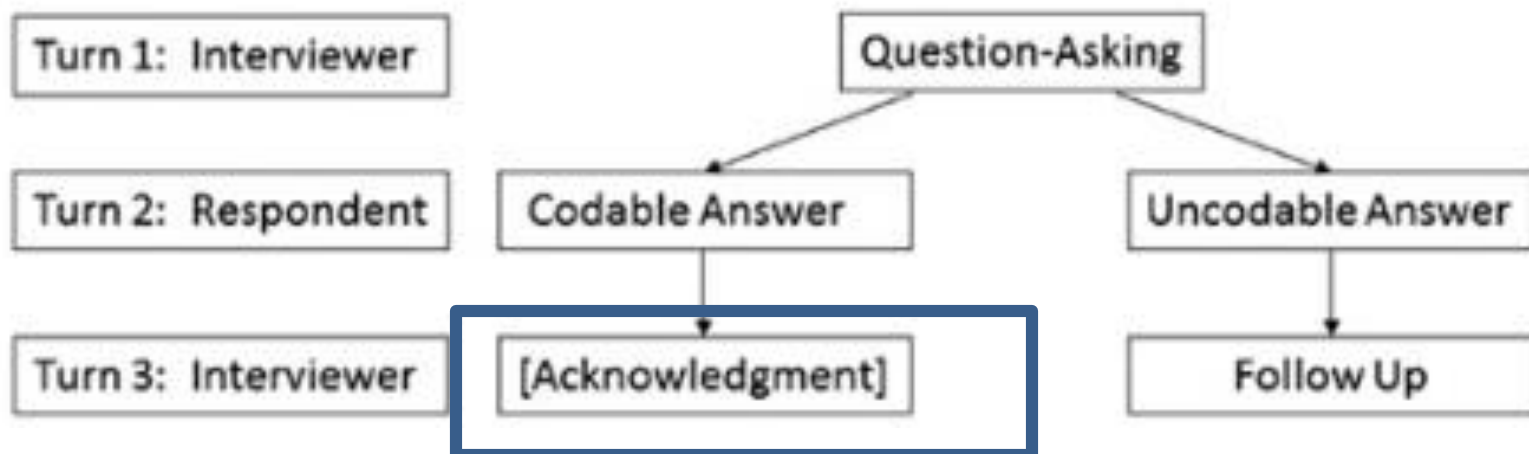 Turn 1: Interviewer Question-Asking
Turn 2: Respondent Codable Answer Uncodable Answer
Turn 3: Interviewer [Acknowledgment] Follow Up